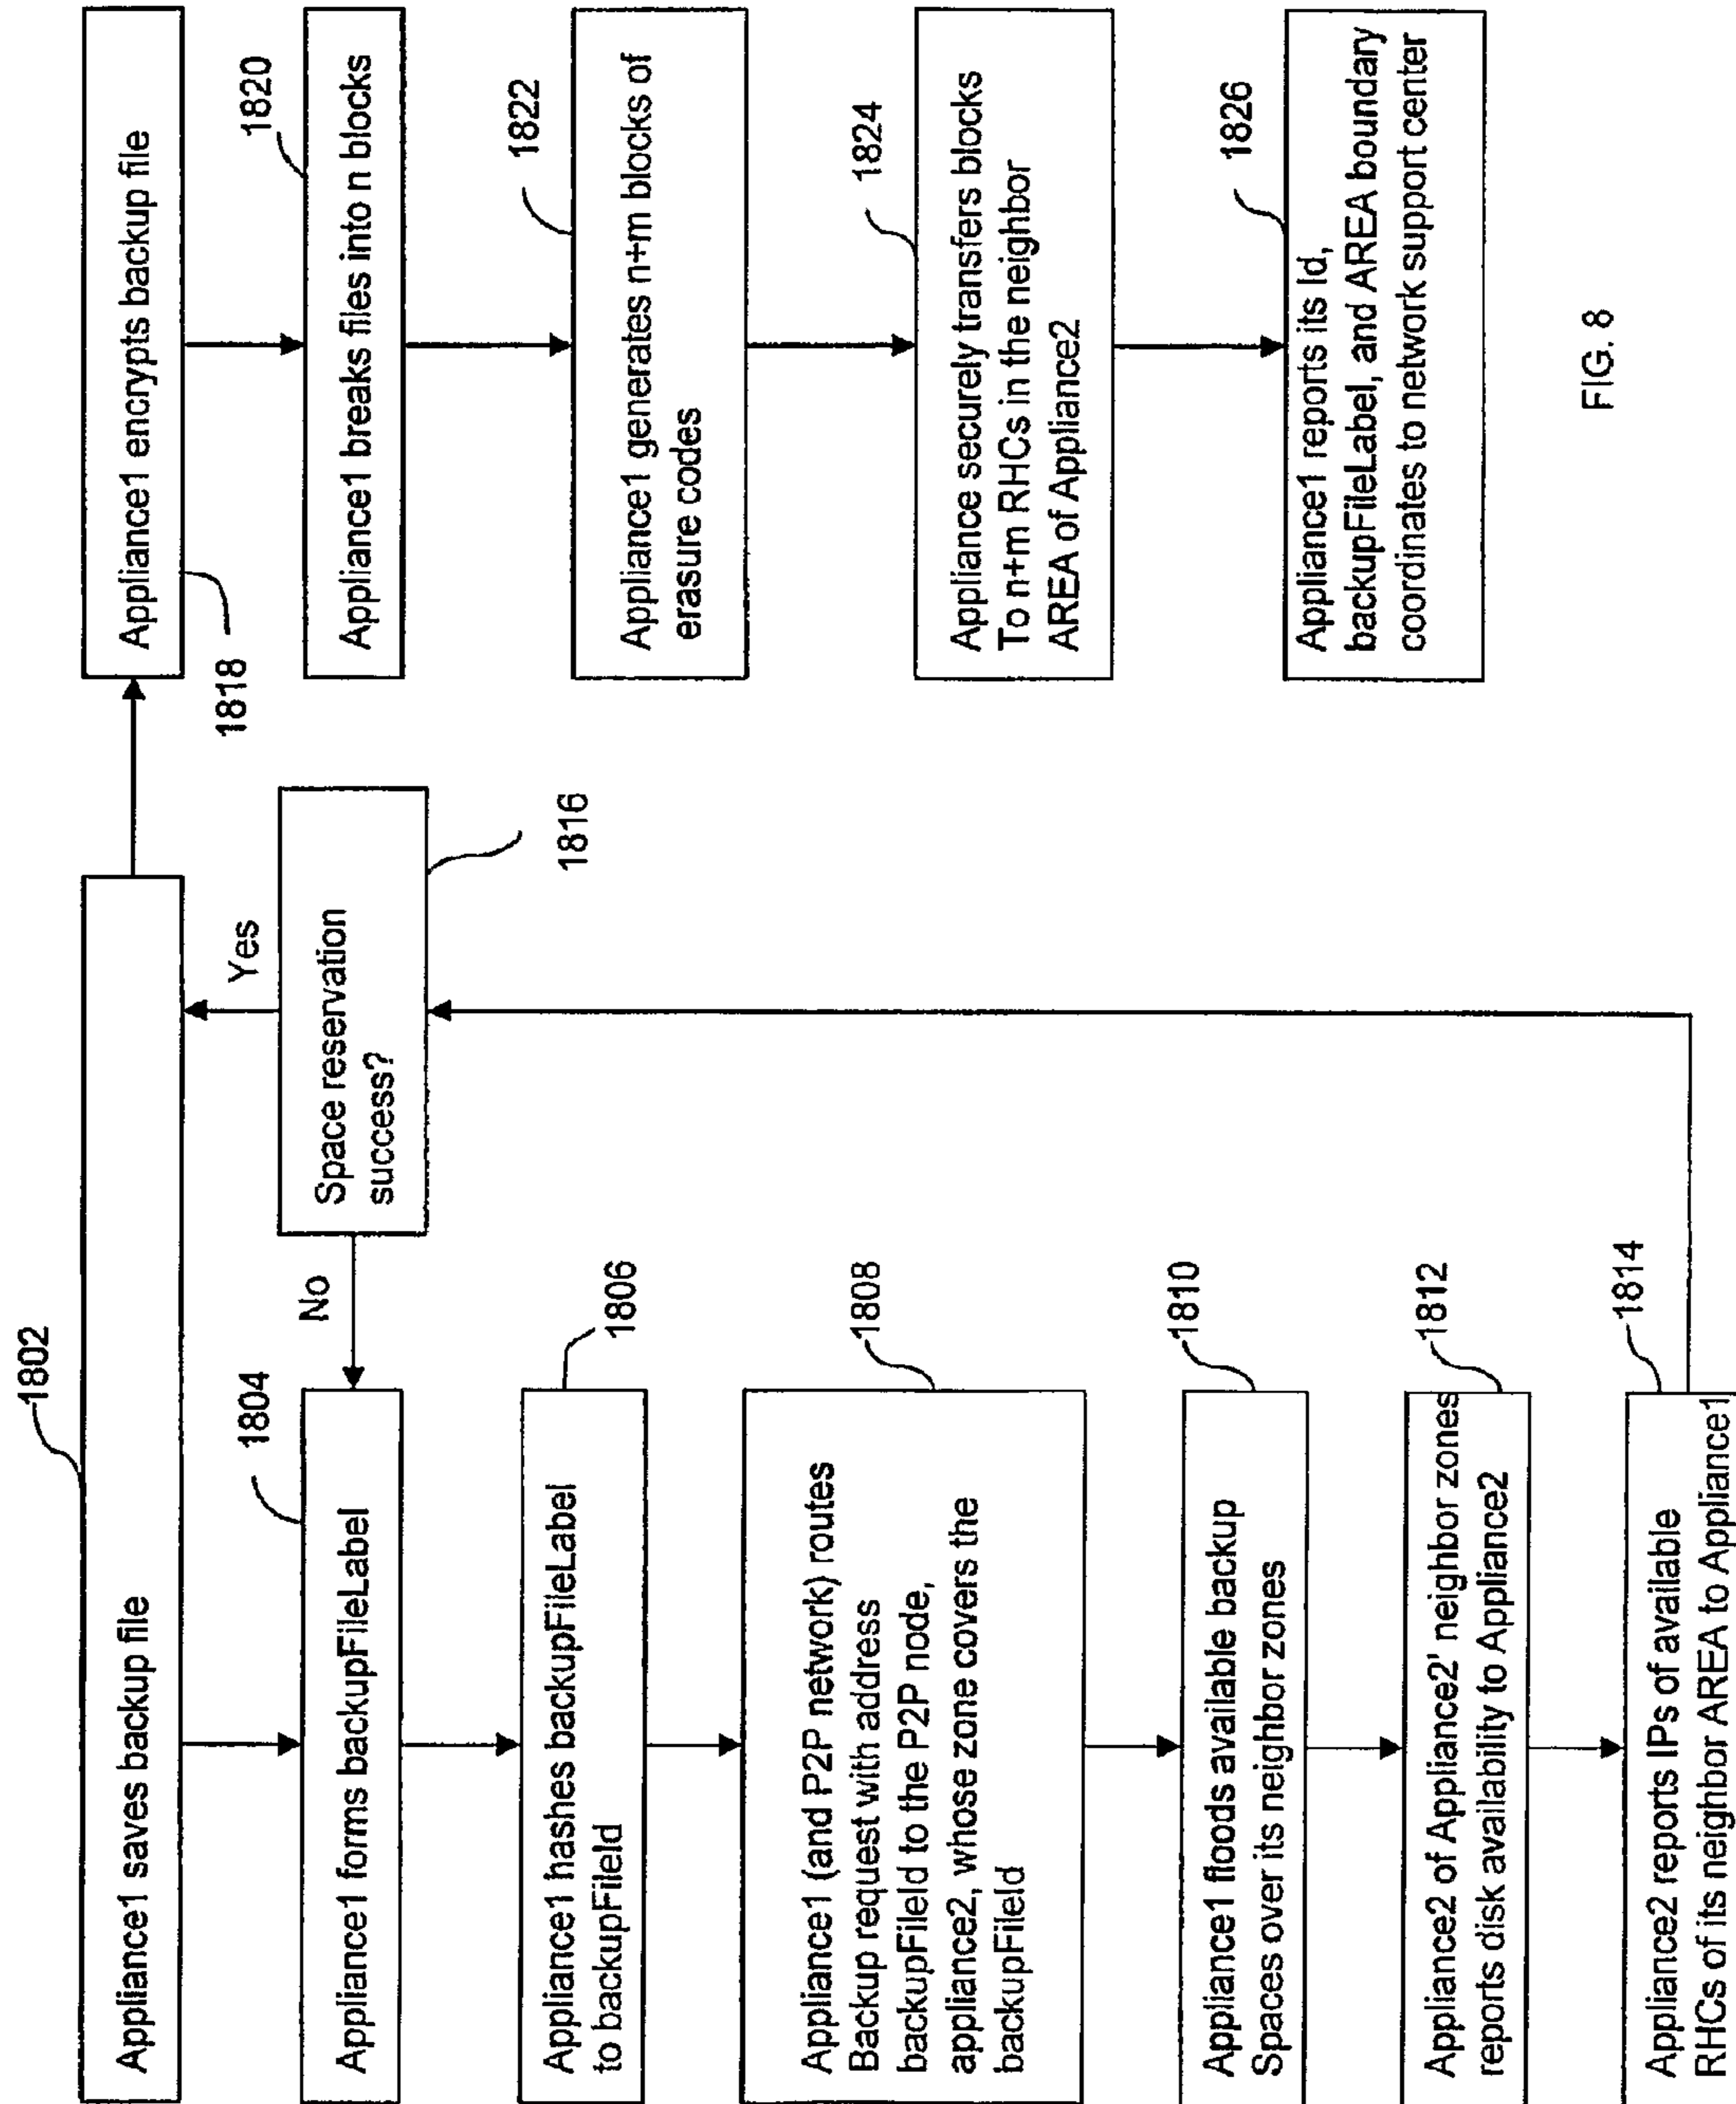 1802
Appliance1 saves backup file
1804
Appliance1 forms backupFileLabel
1806
Appliance1 hashes backupFileLabel
to backupFileId
1808
Appliance1 (and P2P network) routes
Backup request with address
backupFileId to the P2P node,
appliance2, whose zone covers the
backupFileId
1810
Appliance1 floods available backup
Spaces over its neighbor zones
1812
Appliance2 of Appliance2' neighbor zones
reports disk availability to Appliance2
1814
Appliance2 reports IPs of available
RHCs of its neighbor AREA to Appliance1
No
Yes
Space reservation
success?
1816
1818
Appliance1 encrypts backup file
1820
Appliance1 breaks files into n blocks
1822
Appliance1 generates n+m blocks of
erasure codes
1824
Appliance securely transfers blocks
To n+m RHCs in the neighbor
AREA of Appliance2
1826
Appliance1 reports its Id,
backupFileLabel, and AREA boundary
coordinates to network support center
FIG. 8